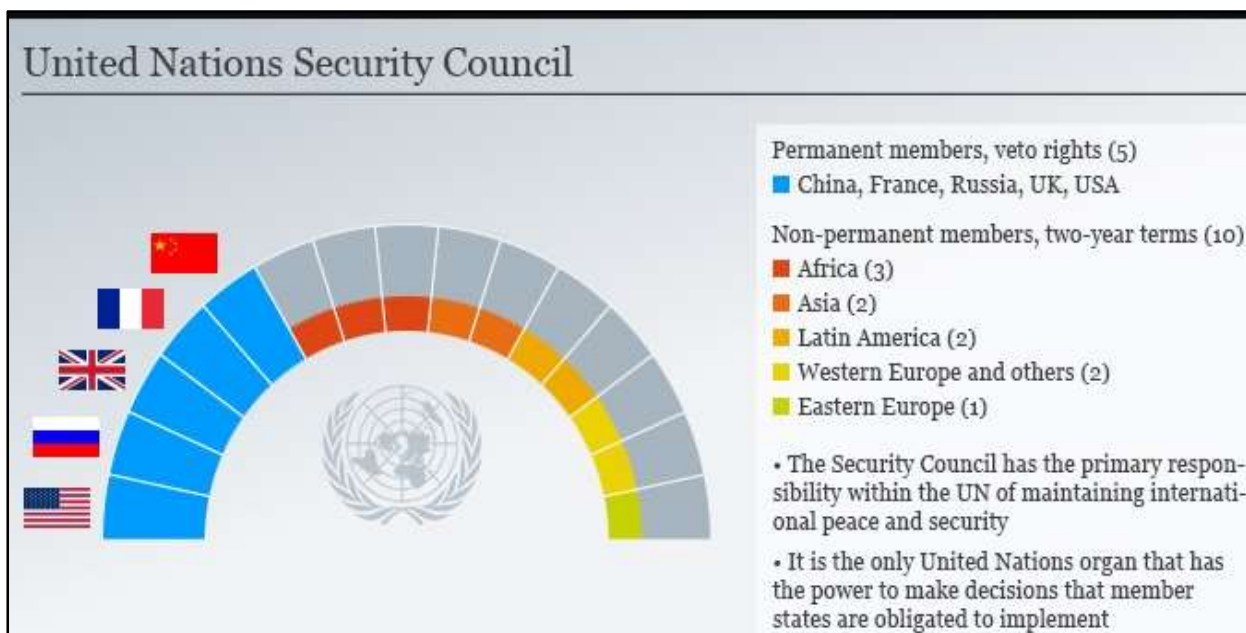 United Nations Security Council
Permanent members, veto rights (5)
China, France, Russia, UK, USA
Non-permanent members, two-year terms (10)
Africa (3)
Asia (2)
Latin America (2)
Western Europe and others (2)
Eastern Europe (1)
• The Security Council has the primary respon-
sibility within the UN of maintaining internati-
onal peace and security
• It is the only United Nations organ that has
the power to make decisions that member
states are obligated to implement